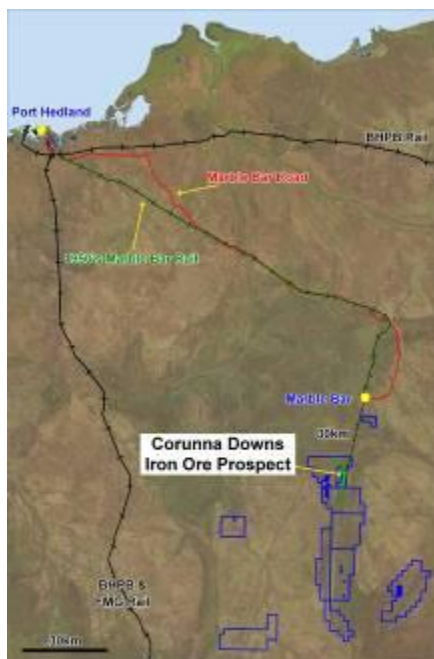 Port Hedland
BHPB Rail
Marble Bar Road
1950's Marble Bar Rail
Marble Bar
30km
Corunna Downs
Iron Ore Prospect
BHPB &
FMG Rail
30km